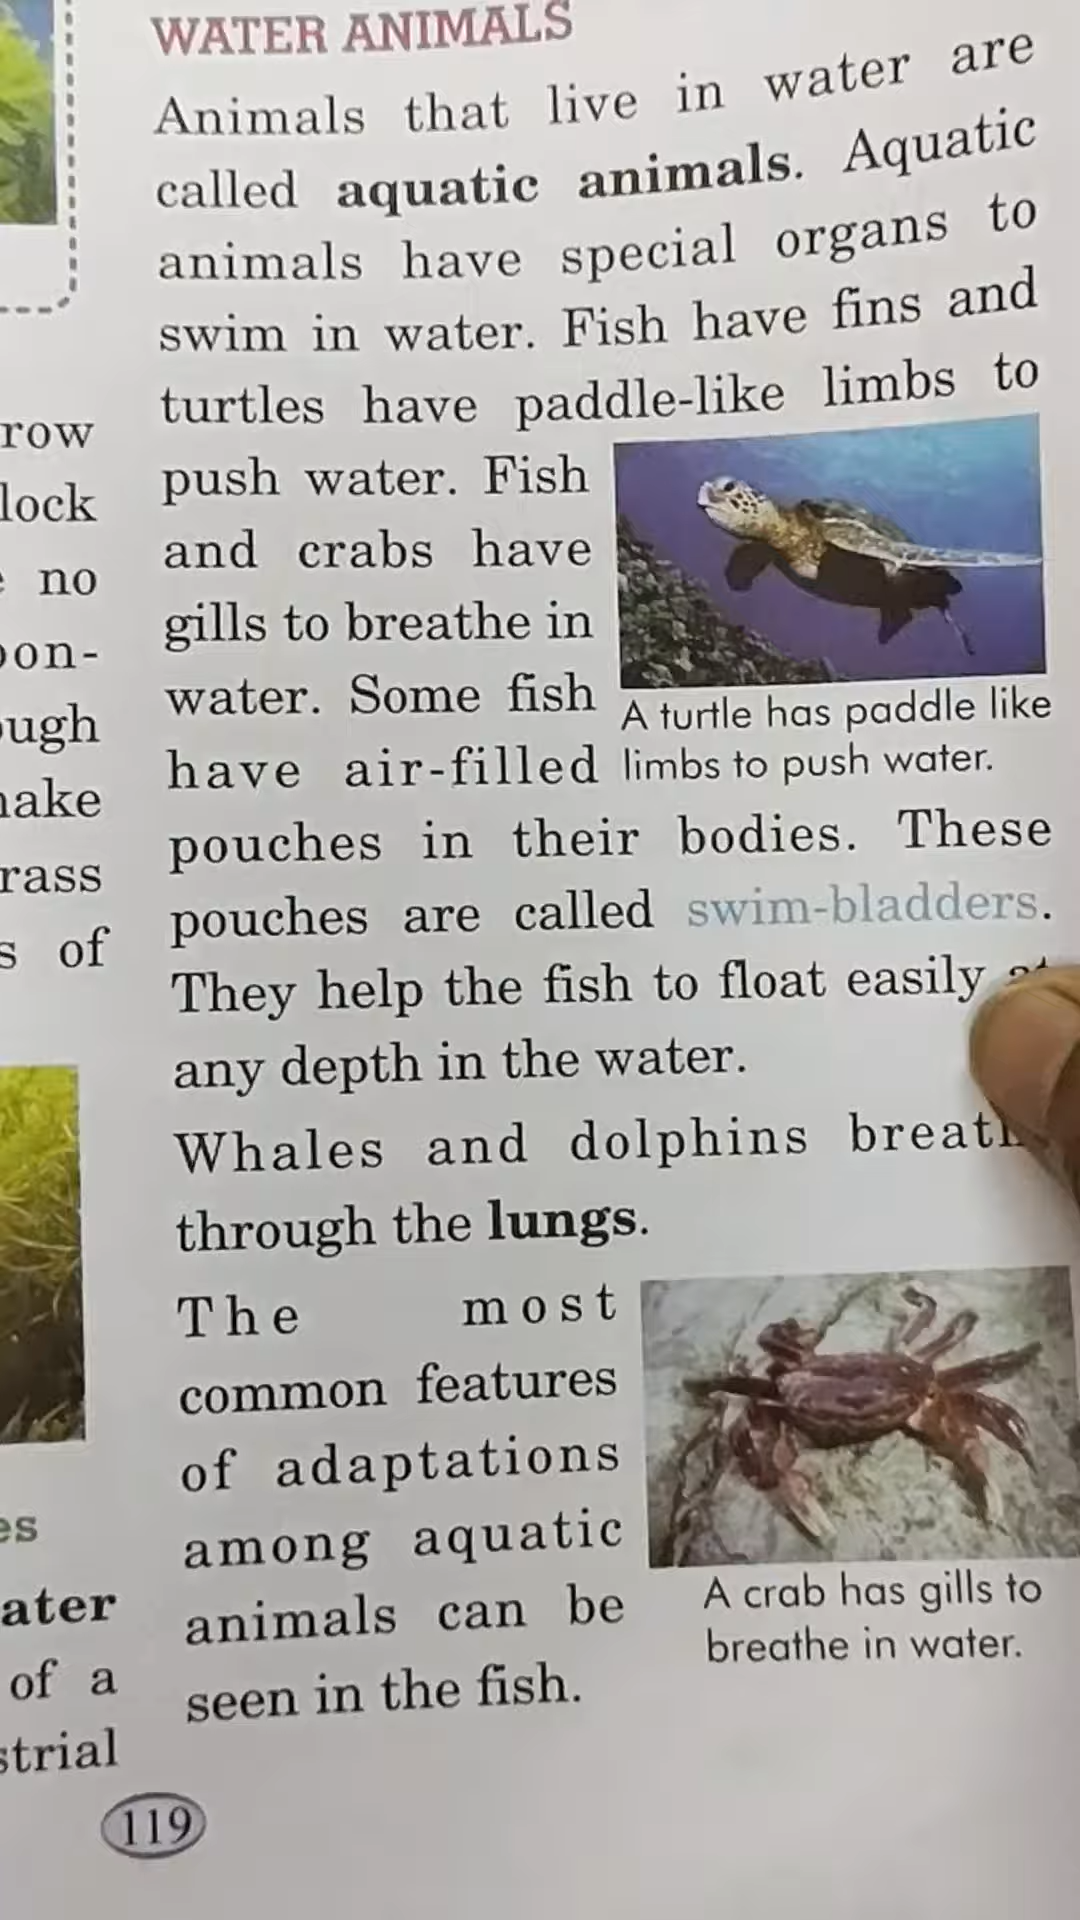 WATER ANIMALS
Animals that live in water are
called aquatic animals. Aquatic
animals have special organs to
swim in water. Fish have fins and
turtles have paddle-like limbs to
push water. Fish
and crabs have
gills to breathe in
water. Some fish
have air-filled
pouches in their bodies. These
pouches are called swim-bladders.
They help the fish to float easily
any depth in the water.
Whales and dolphins
through the lungs.
The most
common features
of adaptations
among aquatic
animals can be
seen in the fish.
A turtle has paddle like
limbs to push water.
A crab has gills to
breathe in water.
row
lock
no
ough
rass
of
ater
of a
strial
119